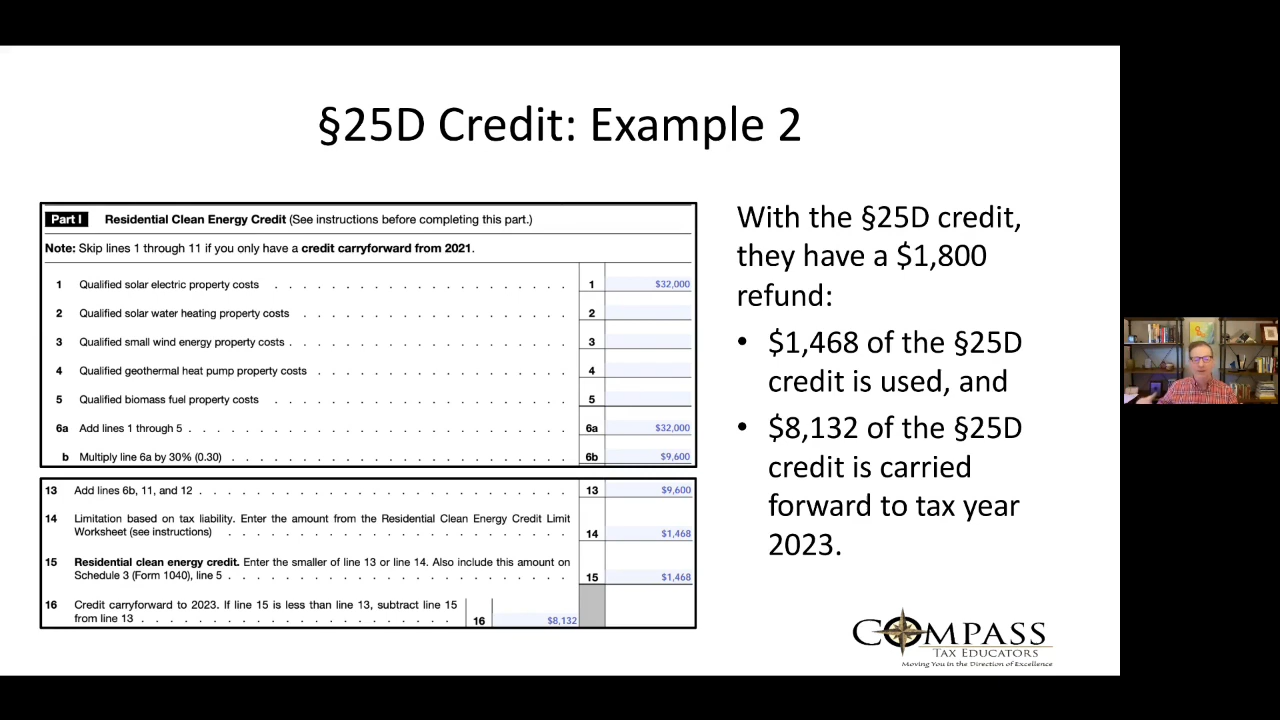 §25D Credit: Example 2
Part I Residential Clean Energy Credit (See instructions before completing this part.)
Note: Skip lines 1 through 11 if you only have a credit carryforward from 2021.
1 Qualified solar electric property costs . . . . . . . . . . . . . . . . . . . . 1 $32,000
2 Qualified solar water heating property costs . . . . . . . . . . . . . . . . . . 2
3 Qualified small wind energy property costs . . . . . . . . . . . . . . . . . . . 3
4 Qualified geothermal heat pump property costs . . . . . . . . . . . . . . . . . 4
5 Qualified biomass fuel property costs . . . . . . . . . . . . . . . . . . . . 5
6a Add lines 1 through 5 . . . . . . . . . . . . . . . . . . . . . . . . . . 6a $32,000
b Multiply line 6a by 30% (0.30) . . . . . . . . . . . . . . . . . . . . . . . 6b $9,600
13 Add lines 6b, 11, and 12 . . . . . . . . . . . . . . . . . . . . . . . . . 13 $9,600
14 Limitation based on tax liability. Enter the amount from the Residential Clean Energy Credit Limit
Worksheet (see instructions) . . . . . . . . . . . . . . . . . . . . . . . 14 $1,468
15 Residential clean energy credit. Enter the smaller of line 13 or line 14. Also include this amount on
Schedule 3 (Form 1040), line 5 . . . . . . . . . . . . . . . . . . . . . . . 15 $1,468
16 Credit carryforward to 2023. If line 15 is less than line 13, subtract line 15
from line 13 . . . . . . . . . . . . . . . . . . . . 16 $8,132
With the §25D credit,
they have a $1,800
refund:
• $1,468 of the §25D
credit is used, and
• $8,132 of the §25D
credit is carried
forward to tax year
2023.
COMPASS
TAX EDUCATORS
Moving You in the Direction of Excellence